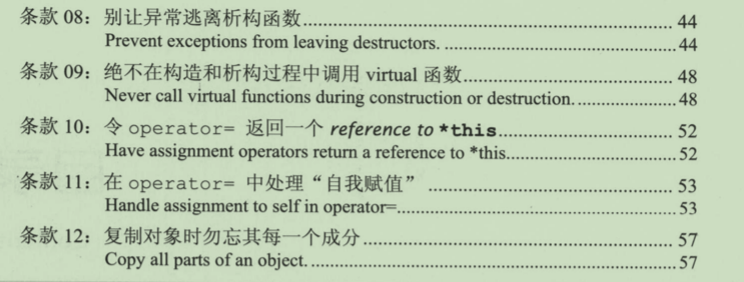 条款 08：别让异常逃离析构函数........................................................ 44
Prevent exceptions from leaving destructors. ........................................ 44
条款 09：绝不在构造和析构过程中调用 virtual 函数................................ 48
Never call virtual functions during construction or destruction. ................ 48
条款 10：令 operator= 返回一个 reference to *this............................ 52
Have assignment operators return a reference to *this............................ 52
条款 11：在 operator= 中处理“自我赋值” ........................................ 53
Handle assignment to self in operator=................................................ 53
条款 12：复制对象时勿忘其每一个成分................................................ 57
Copy all parts of an object. ................................................................ 57